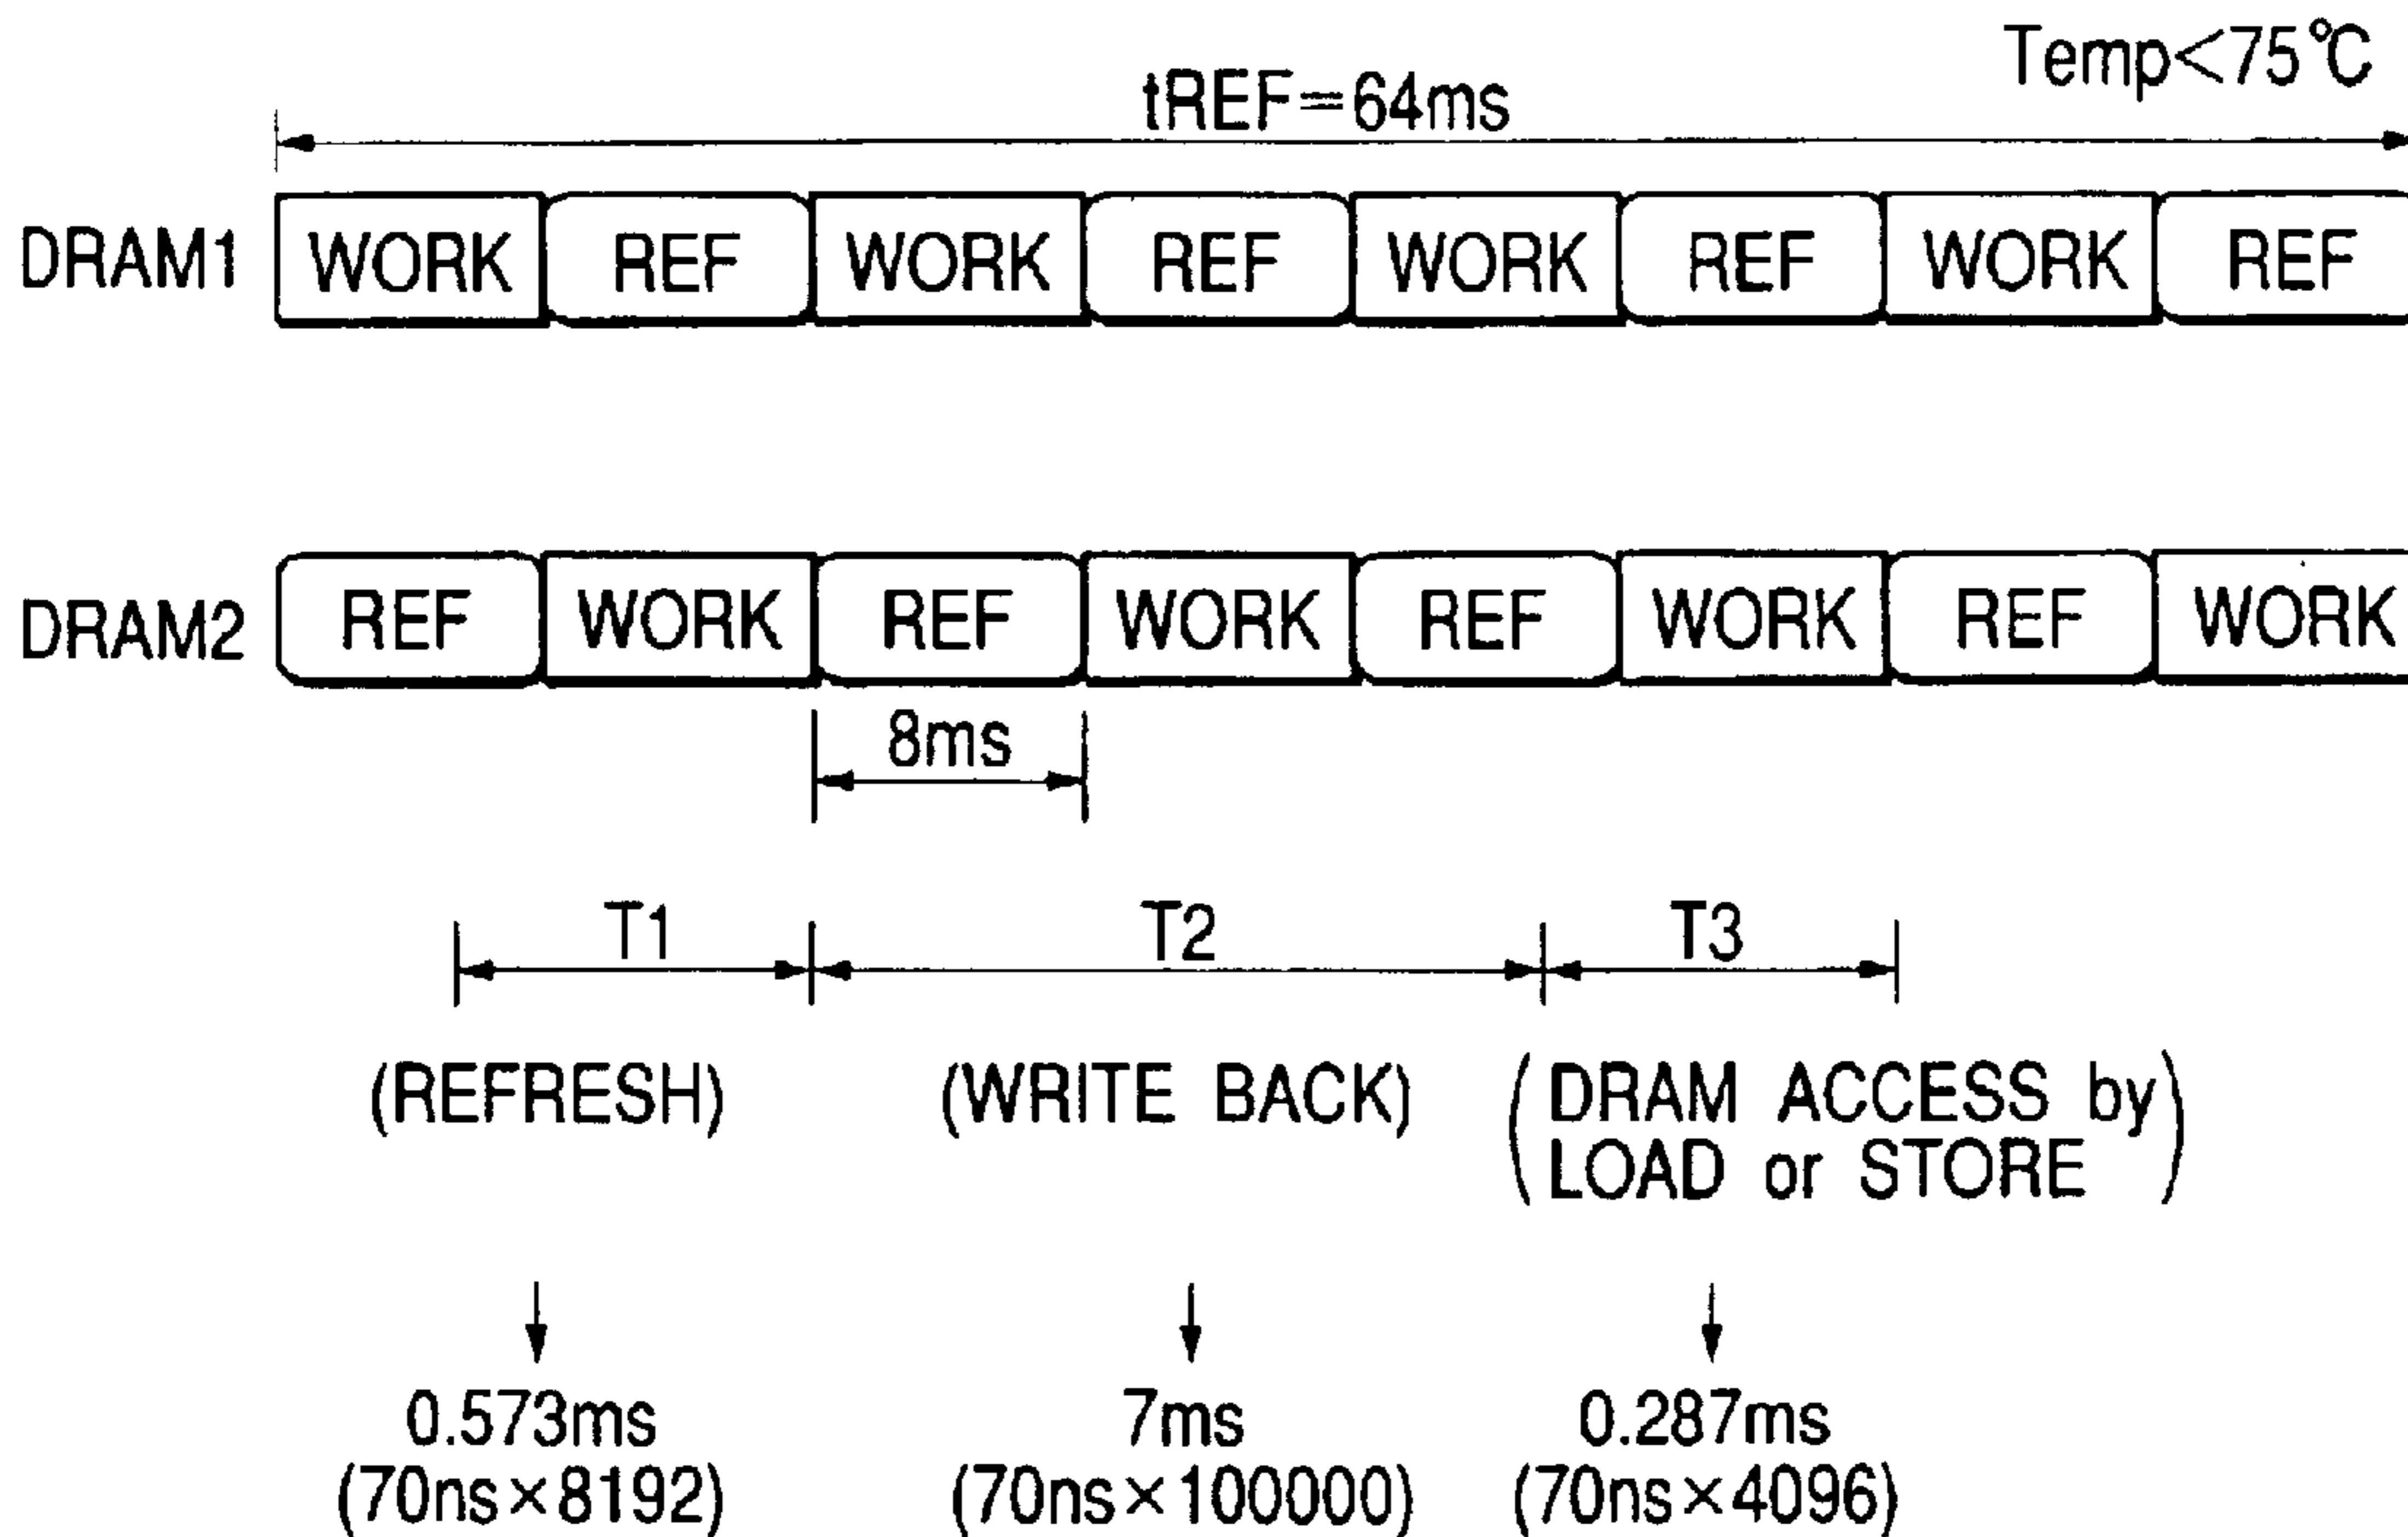 Temp<75°C
tREF=64ms
DRAM1 WORK REF WORK REF WORK REF WORK REF
DRAM2 REF WORK REF WORK REF WORK REF WORK
8ms
T1 T2 T3
(REFRESH) (WRITE BACK) (DRAM ACCESS by
LOAD or STORE)
0.573ms 7ms 0.287ms
(70ns×8192) (70ns×100000) (70ns×4096)